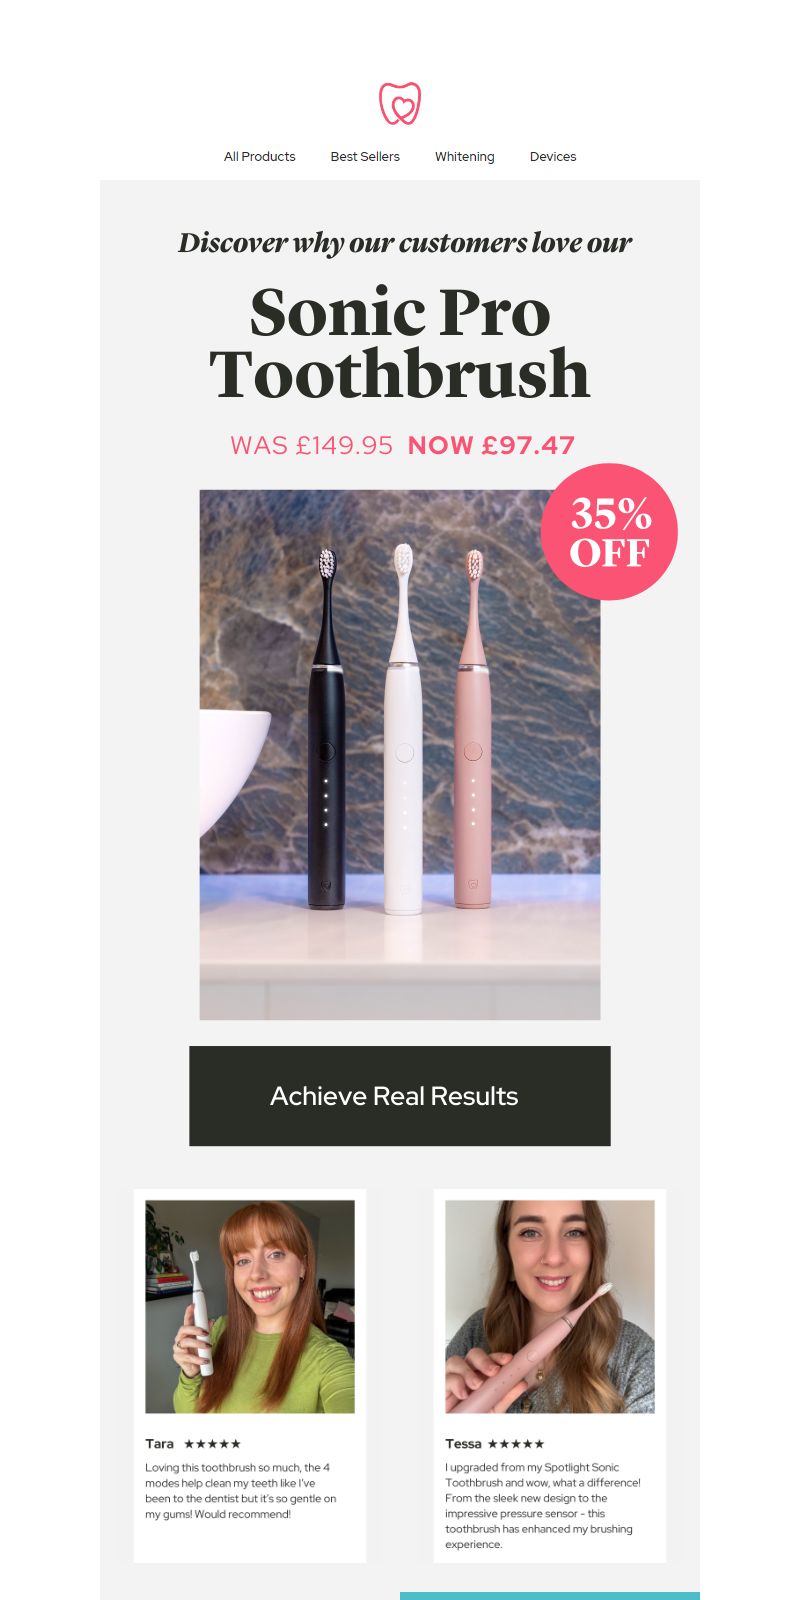 All Products Best Sellers Whitening Devices
Discover why our customers love our
Sonic Pro
Toothbrush
WAS £149.95 NOW £97.47
35%
OFF
Achieve Real Results
Tara ★★★★★
Loving this toothbrush so much, the 4
modes help clean my teeth like I've
been to the dentist but it's so gentle on
my gums! Would recommend!
Tessa ★★★★★
I upgraded from my Spotlight Sonic
Toothbrush and wow, what a difference!
From the sleek new design to the
impressive pressure sensor - this
toothbrush has enhanced my brushing
experience.